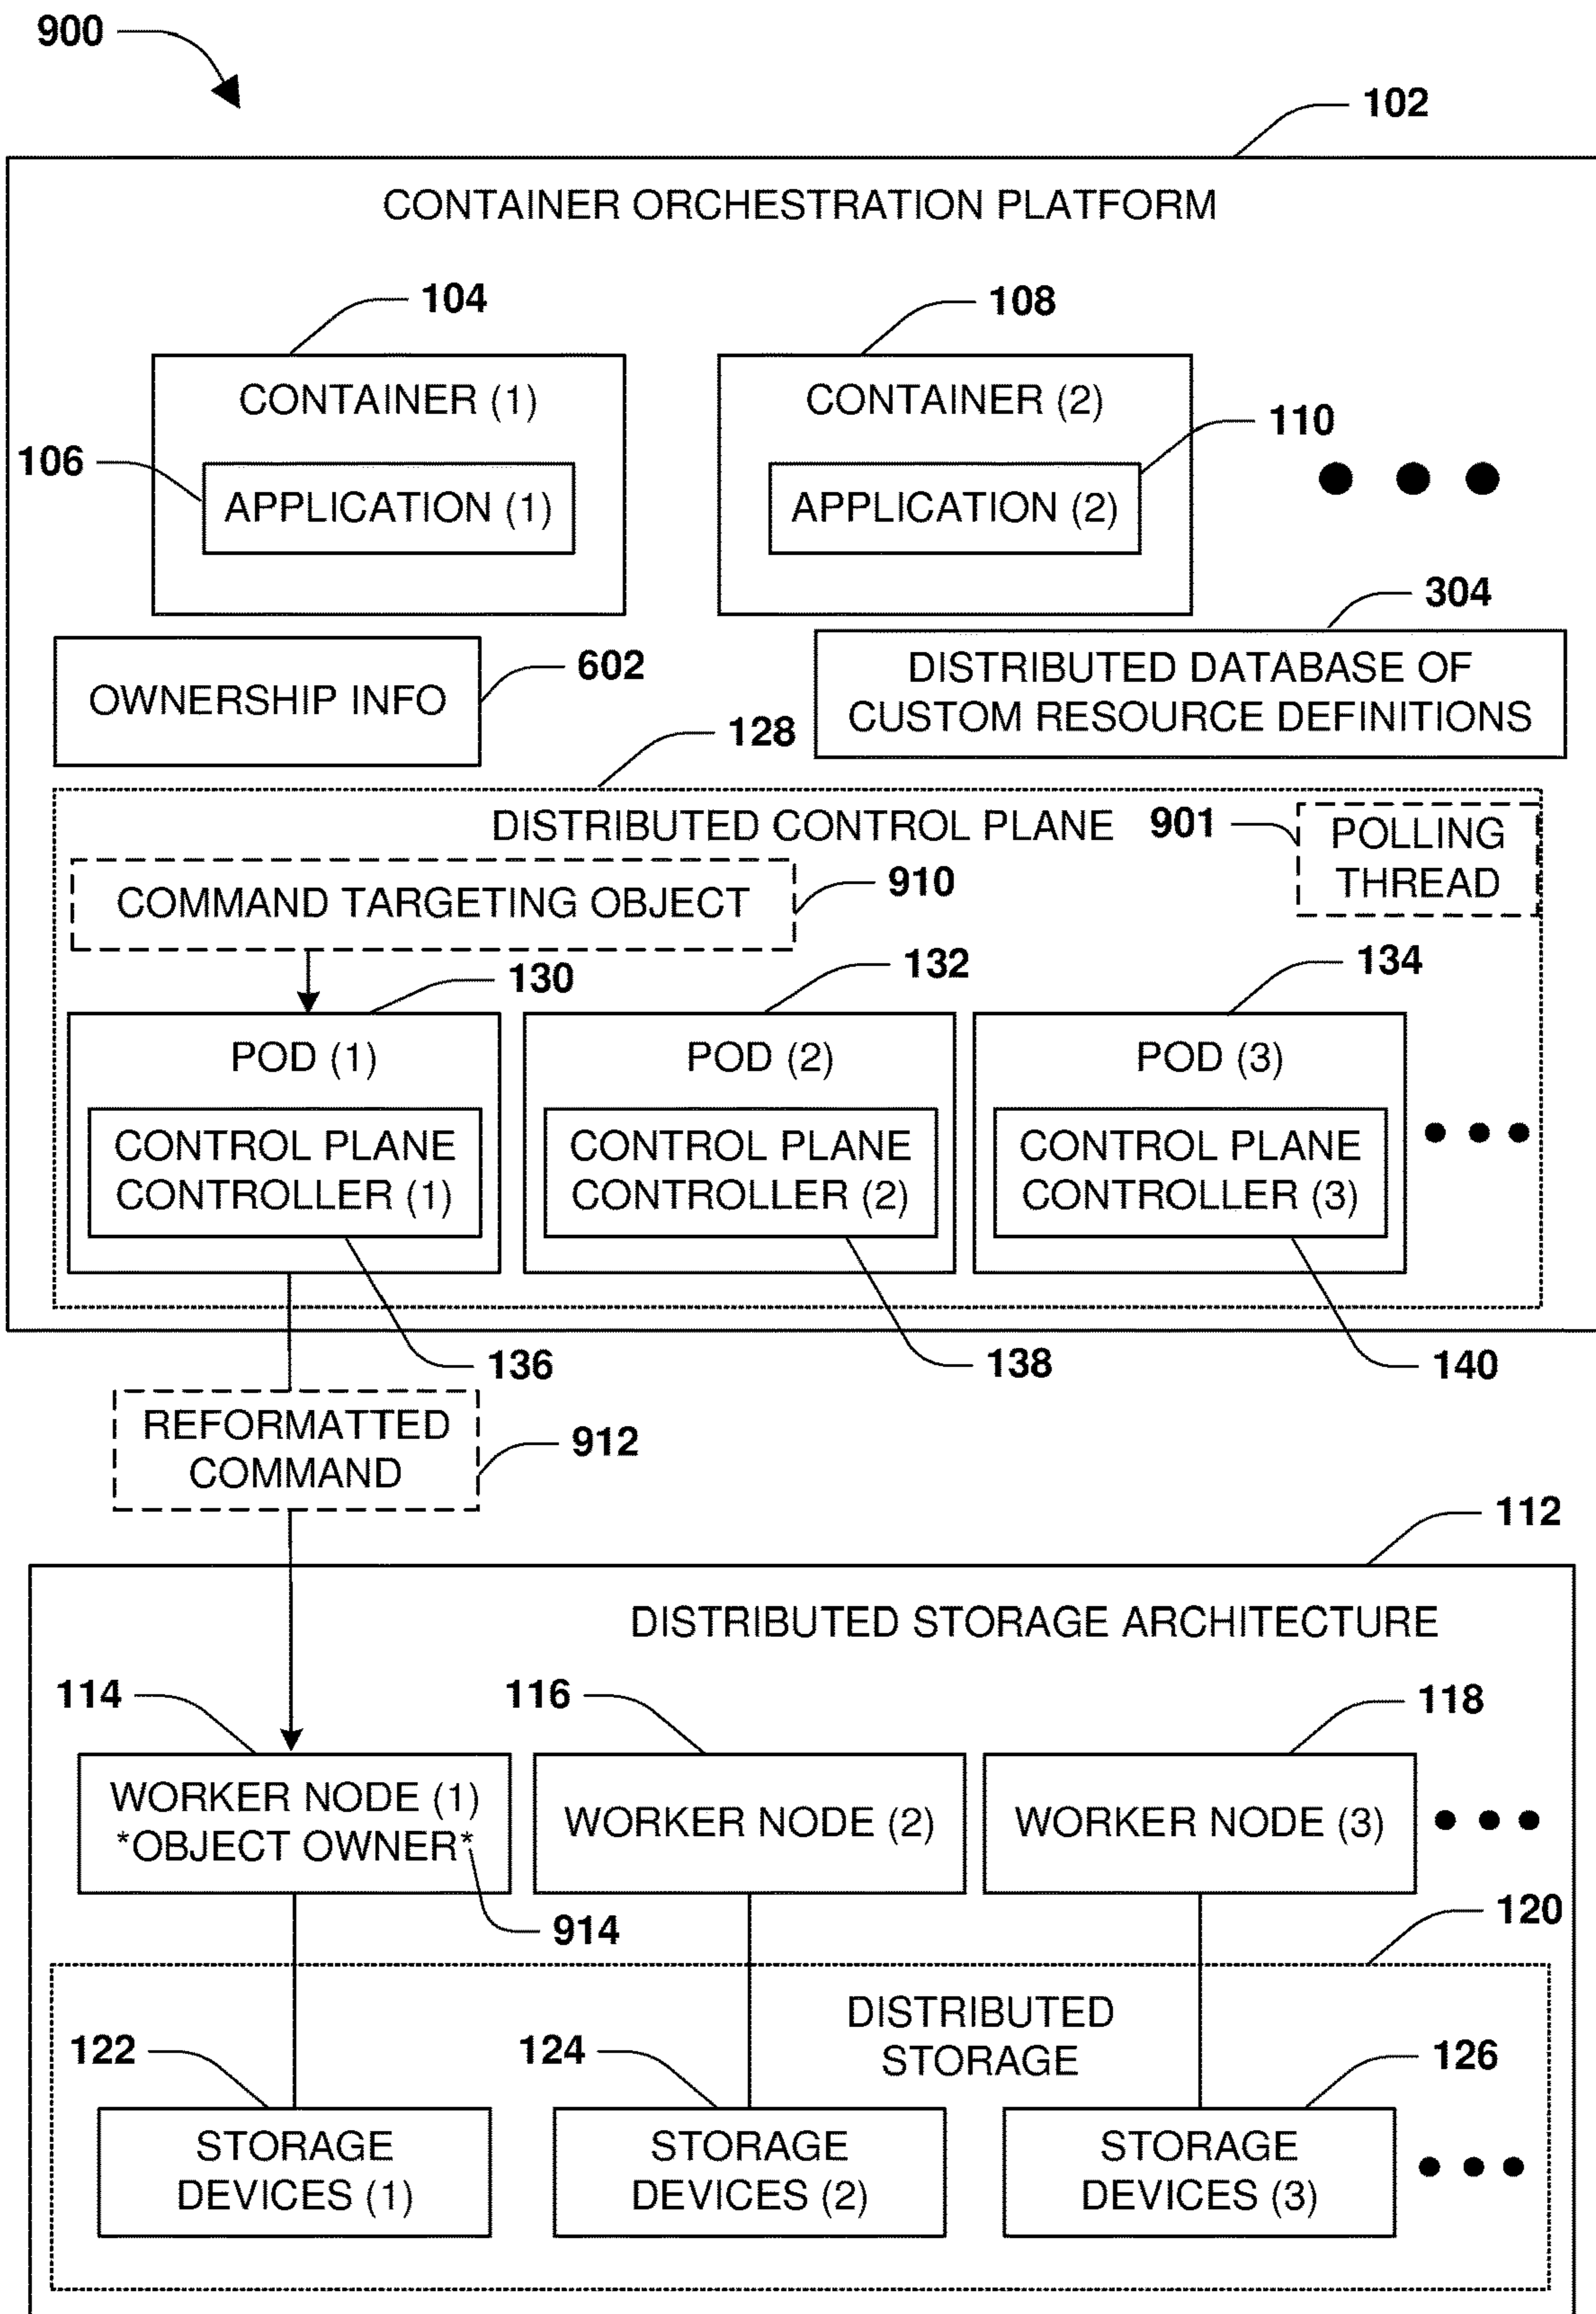 900
102
CONTAINER ORCHESTRATION PLATFORM
104
108
CONTAINER (1)
CONTAINER (2)
106
110
APPLICATION (1)
APPLICATION (2)
304
OWNERSHIP INFO
602
DISTRIBUTED DATABASE OF
CUSTOM RESOURCE DEFINITIONS
128
DISTRIBUTED CONTROL PLANE
901
POLLING
THREAD
COMMAND TARGETING OBJECT
910
130
132
134
POD (1)
POD (2)
POD (3)
CONTROL PLANE
CONTROLLER (1)
CONTROL PLANE
CONTROLLER (2)
CONTROL PLANE
CONTROLLER (3)
136
138
140
REFORMATTED
COMMAND
912
112
DISTRIBUTED STORAGE ARCHITECTURE
114
116
118
WORKER NODE (1)
*OBJECT OWNER*
WORKER NODE (2)
WORKER NODE (3)
914
120
DISTRIBUTED
STORAGE
122
124
126
STORAGE
DEVICES (1)
STORAGE
DEVICES (2)
STORAGE
DEVICES (3)